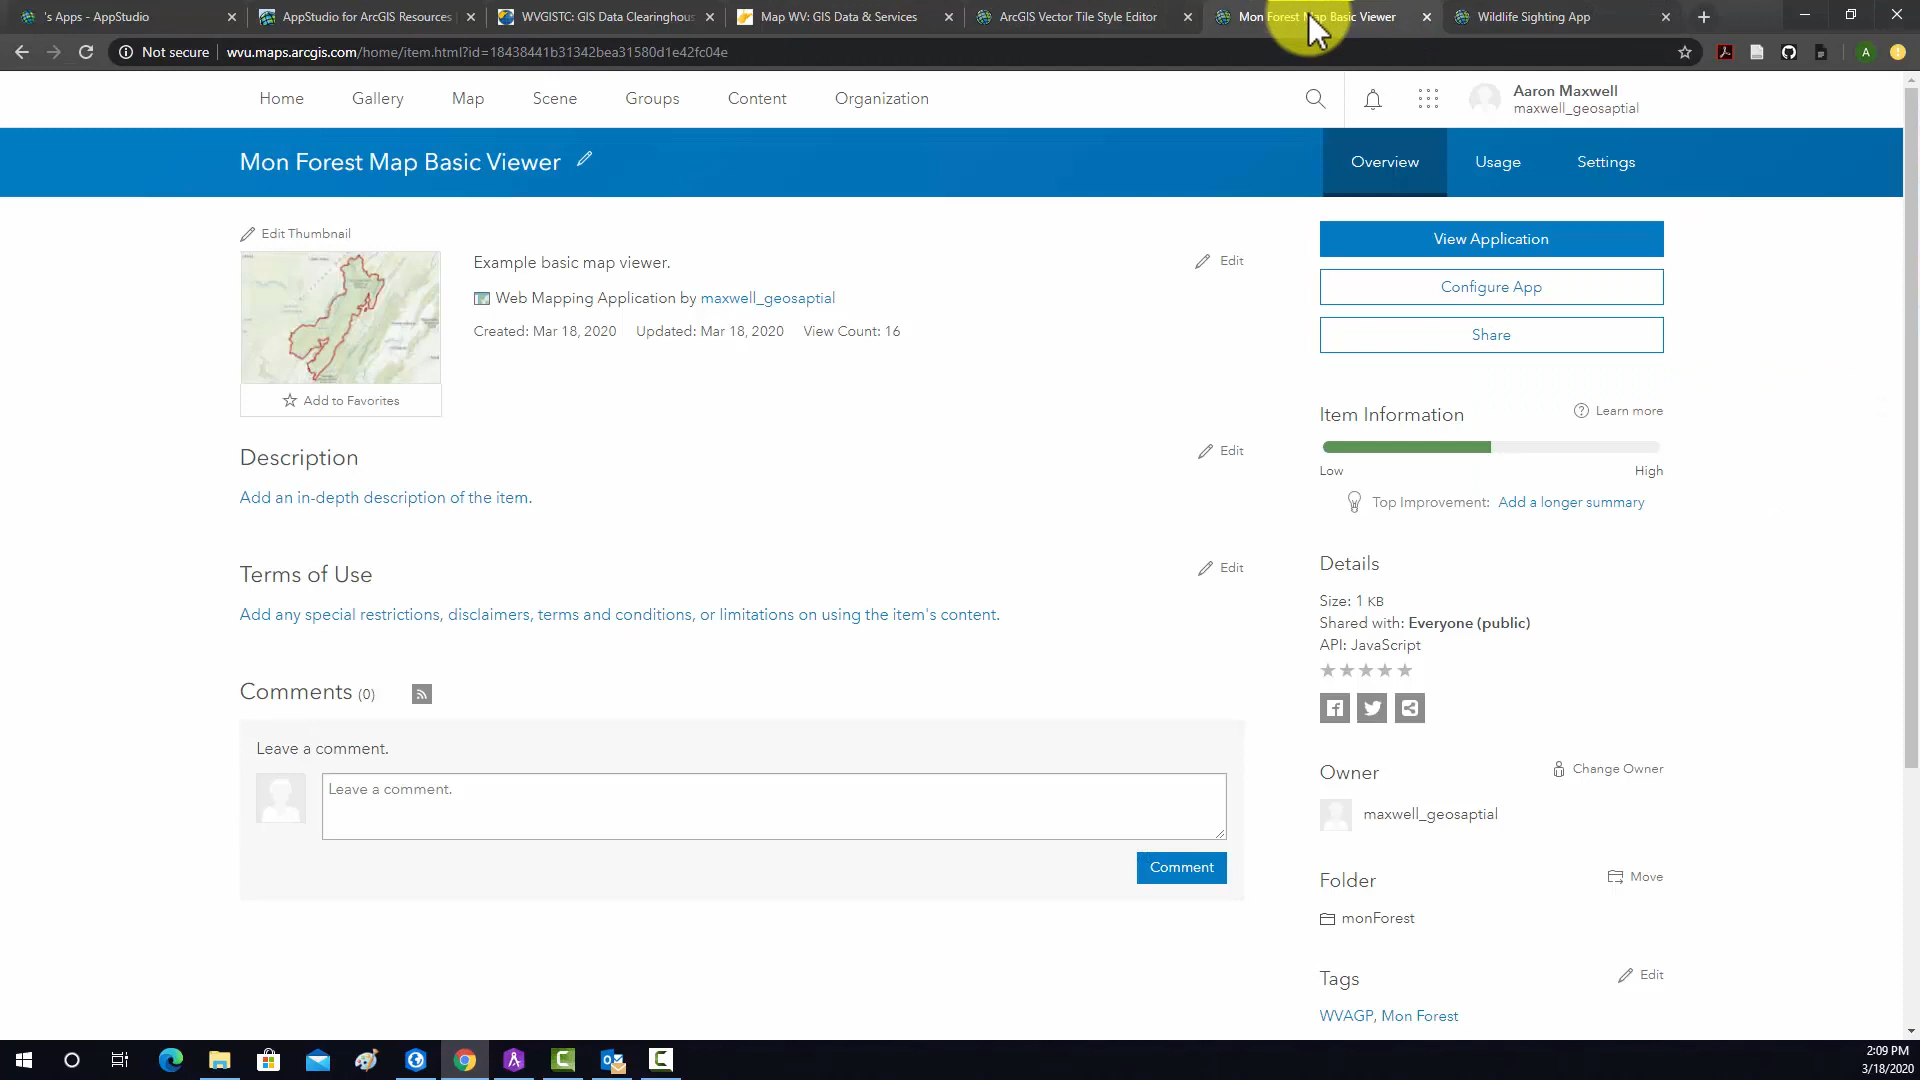 's Apps - AppStudio
AppStudio for ArcGIS Resources
WVGISTC: GIS Data Clearinghous
Map WV: GIS Data & Services
ArcGIS Vector Tile Style Editor
Mon Forest Map Basic Viewer
Wildlife Sighting App
Not secure
wvu.maps.arcgis.com/home/item.html?id=18438441b31342bea31580d1e42fc04e
A
Home
Gallery
Map
Scene
Groups
Content
Organization
Aaron Maxwell
maxwell_geosaptial
Mon Forest Map Basic Viewer
Overview
Usage
Settings
Edit Thumbnail
Add to Favorites
Example basic map viewer.
Edit
Web Mapping Application by maxwell_geosaptial
Created: Mar 18, 2020 Updated: Mar 18, 2020 View Count: 16
Description
Edit
Add an in-depth description of the item.
Terms of Use
Edit
Add any special restrictions, disclaimers, terms and conditions, or limitations on using the item's content.
Comments (0)
Leave a comment.
Leave a comment.
Comment
View Application
Configure App
Share
Item Information
Learn more
Low
High
Top Improvement: Add a longer summary
Details
Size: 1 KB
Shared with: Everyone (public)
API: JavaScript
Owner
Change Owner
maxwell_geosaptial
Folder
Move
monForest
Tags
Edit
WVAGP, Mon Forest
2:09 PM
3/18/2020